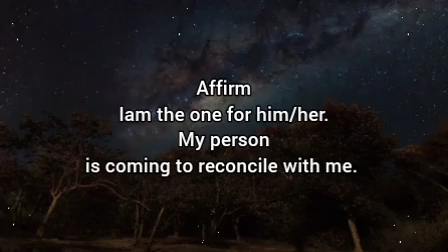 Affirm
Iam the one for him/her.
My person
is coming to reconcile with me.